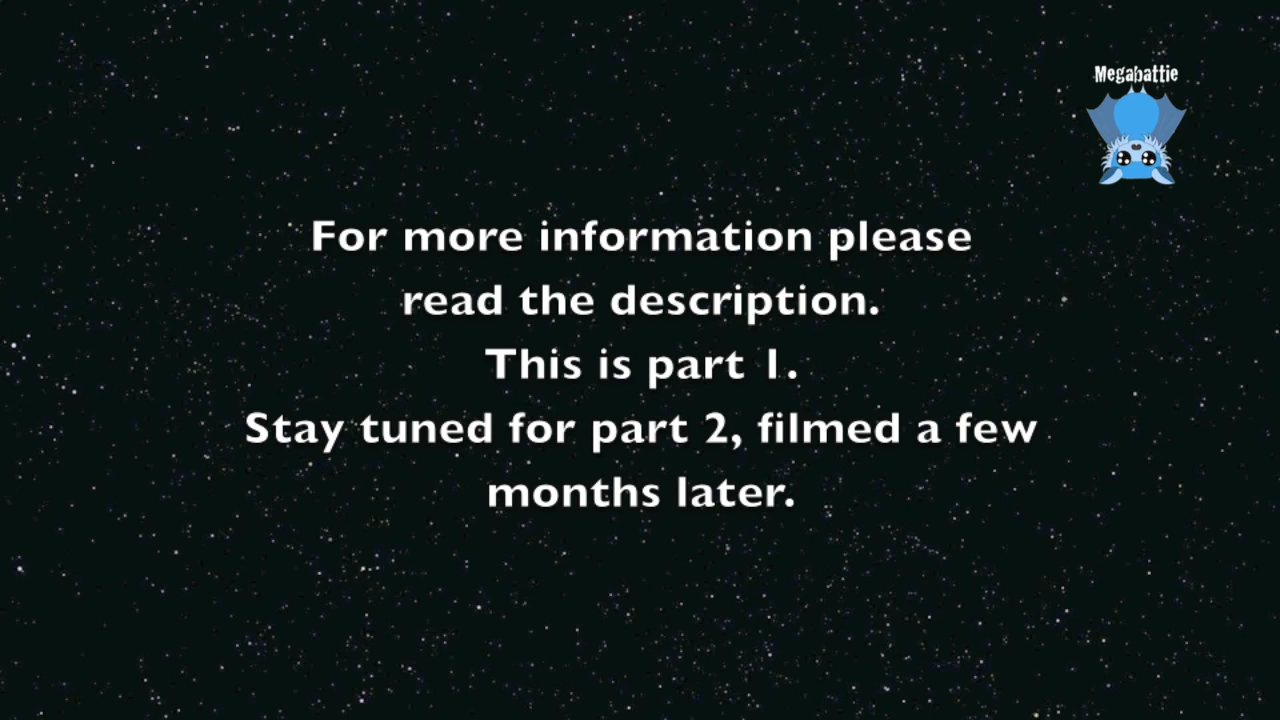 Megabattie
For more information please
read the description.
This is part 1.
Stay tuned for part 2, filmed a few
months later.